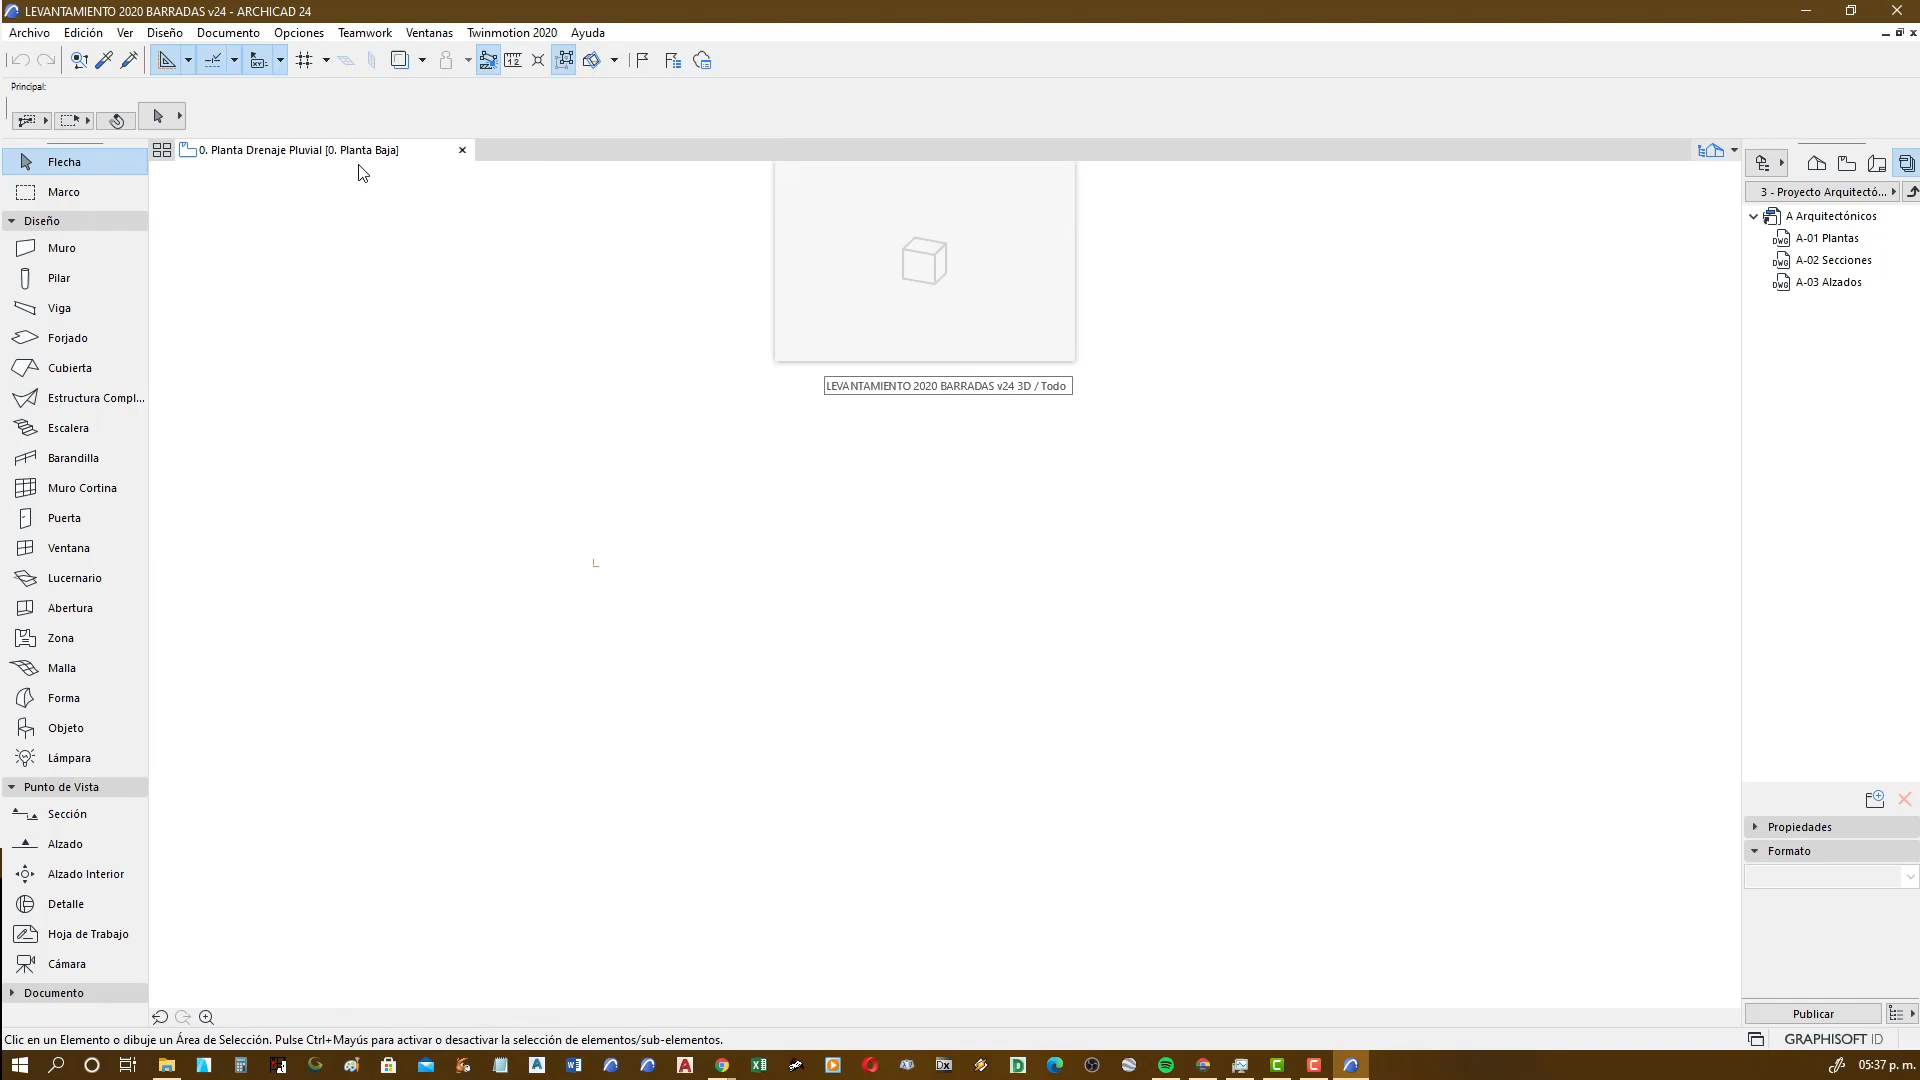 LEVANTAMIENTO 2020 BARRADAS v24 - ARCHICAD 24
Archivo Edición Ver Diseño Documento Opciones Teamwork Ventanas Twinmotion 2020 Ayuda
Principal:
0. Planta Drenaje Pluvial [0. Planta Baja]
Flecha
Marco
Diseño
Muro
Pilar
Viga
Forjado
Cubierta
Estructura Compl...
Escalera
Barandilla
Muro Cortina
Puerta
Ventana
Lucernario
Abertura
Zona
Malla
Forma
Objeto
Lámpara
Punto de Vista
Sección
Alzado
Alzado Interior
Detalle
Hoja de Trabajo
Cámara
Documento
LEVANTAMIENTO 2020 BARRADAS v24 3D / Todo
3 - Proyecto Arquitectó...
A Arquitectónicos
DWG A-01 Plantas
DWG A-02 Secciones
DWG A-03 Alzados
Propiedades
Formato
Publicar
Clic en un Elemento o dibuje un Área de Selección. Pulse Ctrl+Mayús para activar o desactivar la selección de elementos/sub-elementos.
GRAPHISOFT ID
05:37 p. m.